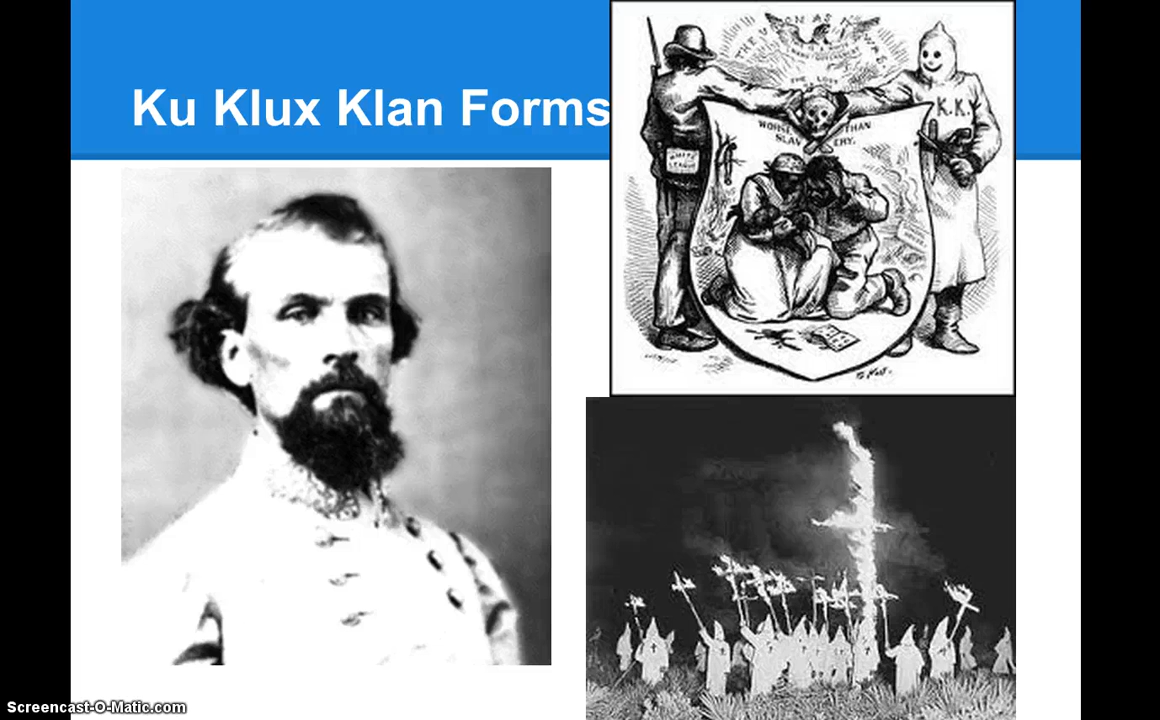 Ku Klux Klan Forms
THE UNION AS IT WAS.
THE LOST
WORSE THAN
SLAVERY.
WHITE
LEAGUE
K.K.
Screencast-O-Matic.com